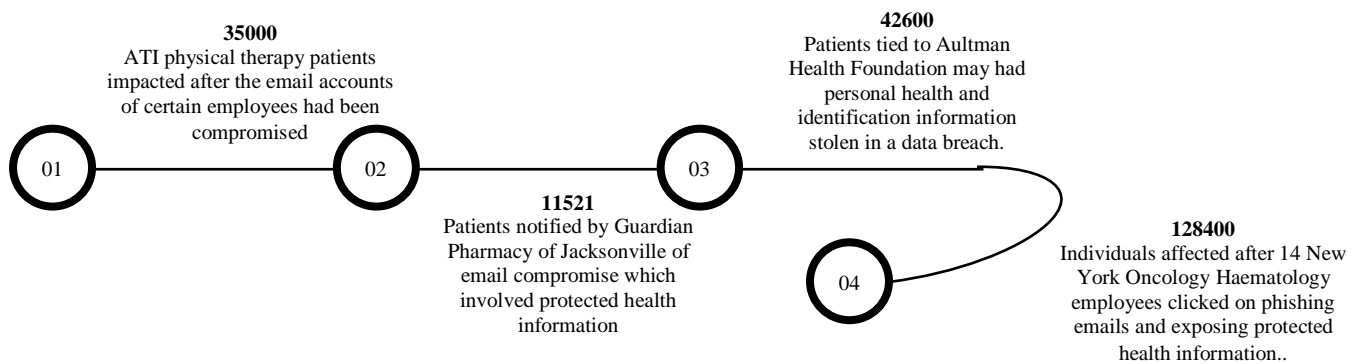 35000
ATI physical therapy patients
impacted after the email accounts
of certain employees had been
compromised
42600
Patients tied to Aultman
Health Foundation may had
personal health and
identification information
stolen in a data breach.
01
02
03
11521
Patients notified by Guardian
Pharmacy of Jacksonville of
email compromise which
involved protected health
information
04
128400
Individuals affected after 14 New
York Oncology Haematology
employees clicked on phishing
emails and exposing protected
health information..